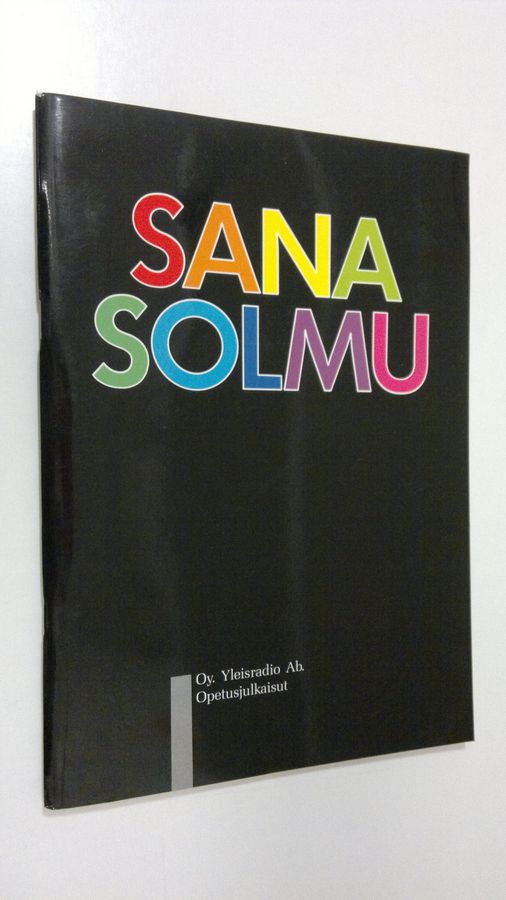 SANA
SOLMU
Oy. Yleisradio Ab.
Opetusjulkaisut